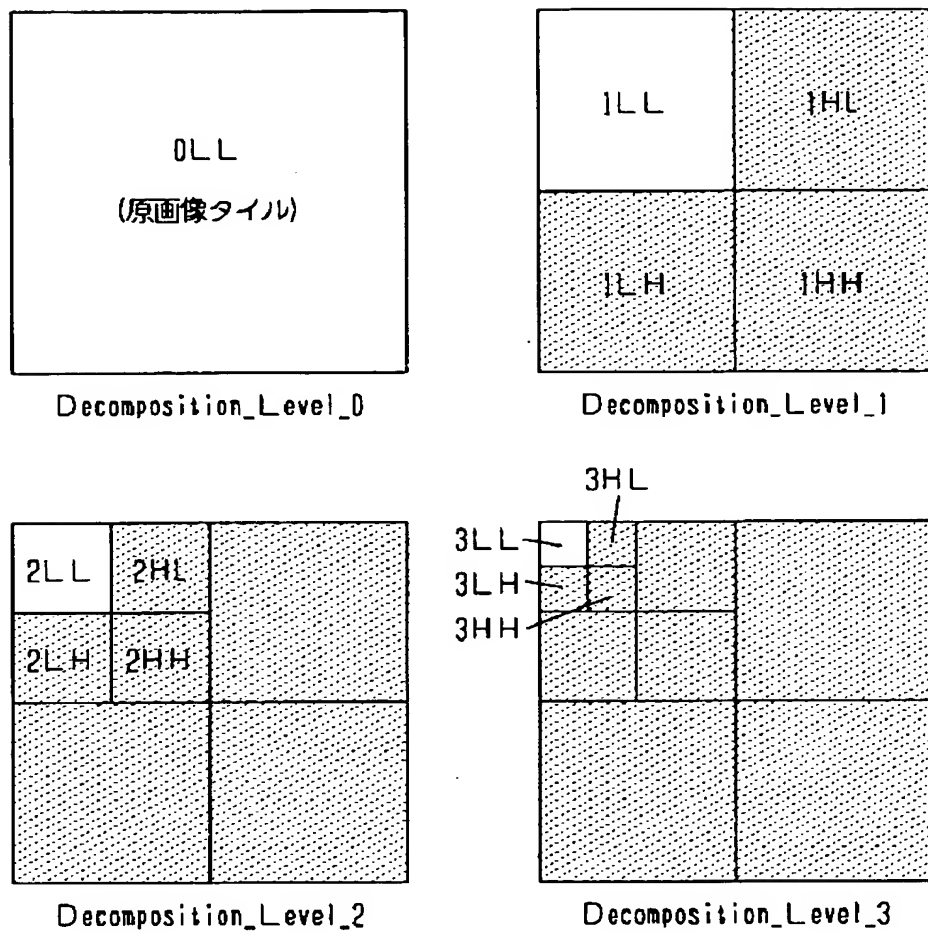 0LL
(原画像タイル)
Decomposition_Level_0
1LL
1HL
1LH
1HH
Decomposition_Level_1
2LL
2HL
2LH
2HH
Decomposition_Level_2
3HL
3LL
3LH
3HH
Decomposition_Level_3